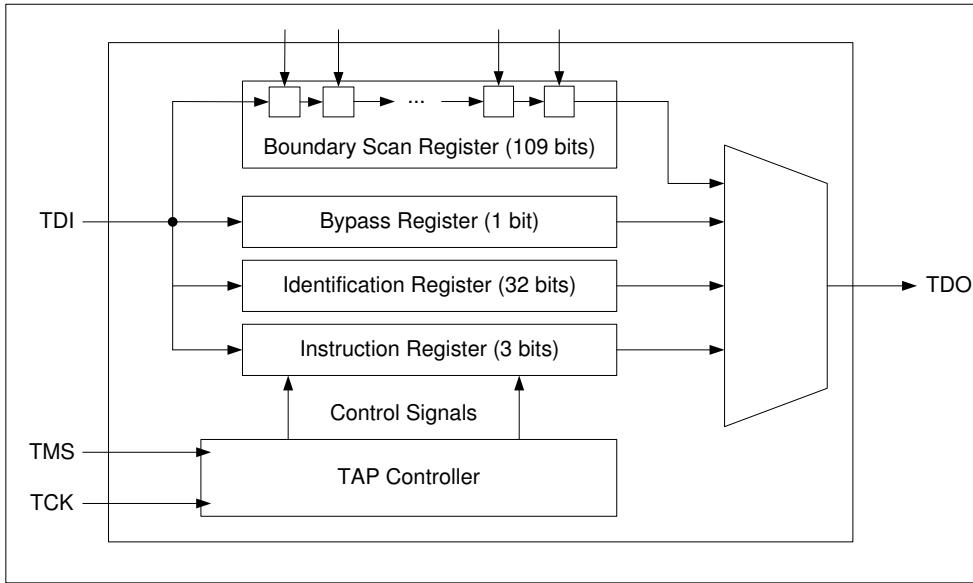 ...
Boundary Scan Register (109 bits)
TDI
Bypass Register (1 bit)
Identification Register (32 bits)
TDO
Instruction Register (3 bits)
Control Signals
TMS
TAP Controller
TCK